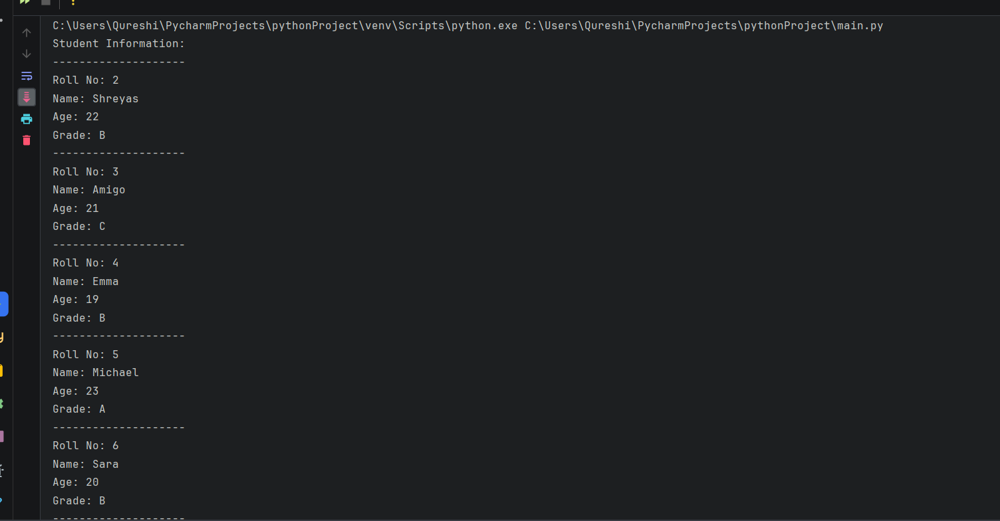 C:\Users\Qureshi\PycharmProjects\pythonProject\venv\Scripts\python.exe C:\Users\Qureshi\PycharmProjects\pythonProject\main.py
Student Information:
--------------------
Roll No: 2
Name: Shreyas
Age: 22
Grade: B
--------------------
Roll No: 3
Name: Amigo
Age: 21
Grade: C
--------------------
Roll No: 4
Name: Emma
Age: 19
Grade: B
--------------------
Roll No: 5
Name: Michael
Age: 23
Grade: A
--------------------
Roll No: 6
Name: Sara
Age: 20
Grade: B
--------------------